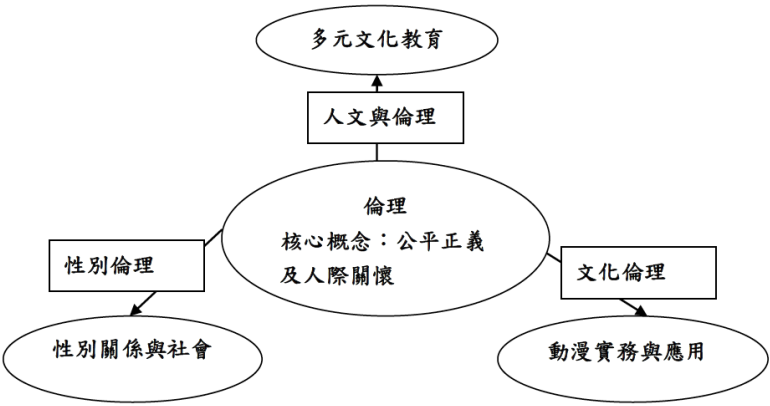 多元文化教育
人文與倫理
倫理
核心概念：公平正義
及人際關懷
性別倫理
文化倫理
性別關係與社會
動漫實務與應用